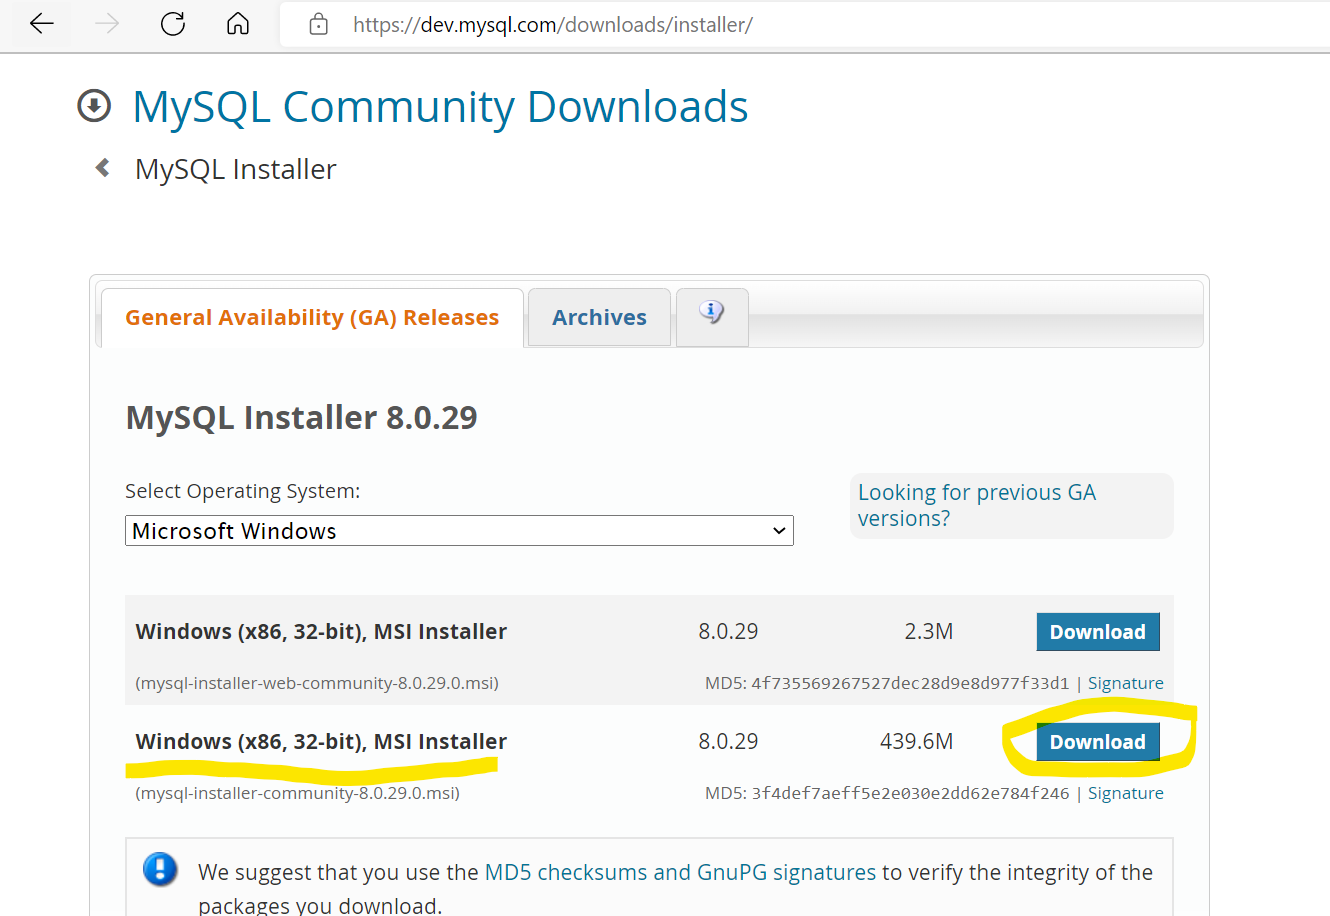 https://dev.mysql.com/downloads/installer/
MySQL Community Downloads
MySQL Installer
General Availability (GA) Releases
Archives
MySQL Installer 8.0.29
Select Operating System:
Looking for previous GA
versions?
Microsoft Windows
Windows (x86, 32-bit), MSI Installer 8.0.29 2.3M Download
(mysql-installer-web-community-8.0.29.0.msi) MD5: 4f735569267527dec28d9e8d977f33d1 | Signature
Windows (x86, 32-bit), MSI Installer 8.0.29 439.6M Download
(mysql-installer-community-8.0.29.0.msi) MD5: 3f4def7aeff5e2e030e2dd62e784f246 | Signature
We suggest that you use the MD5 checksums and GnuPG signatures to verify the integrity of the
packages you download.